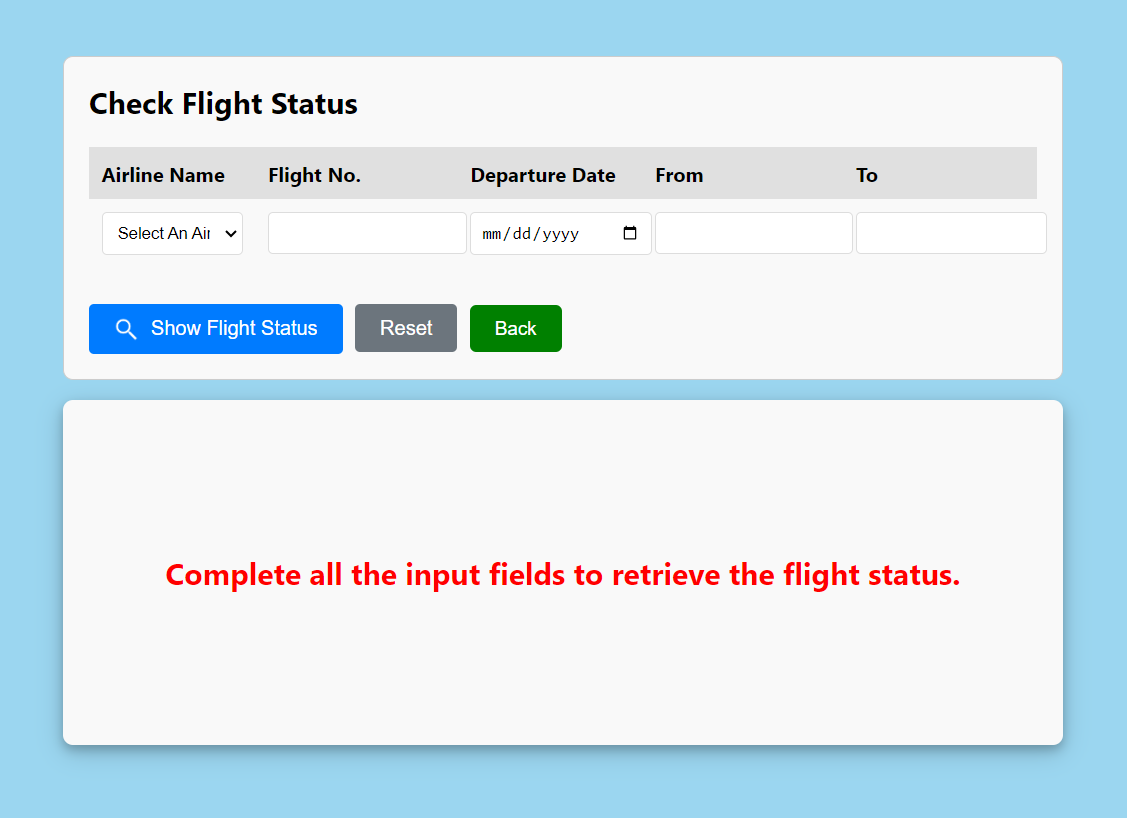 Check Flight Status
Airline Name Flight No. Departure Date From To
Select An Air mm/dd/yyyy
Show Flight Status Reset Back
Complete all the input fields to retrieve the flight status.